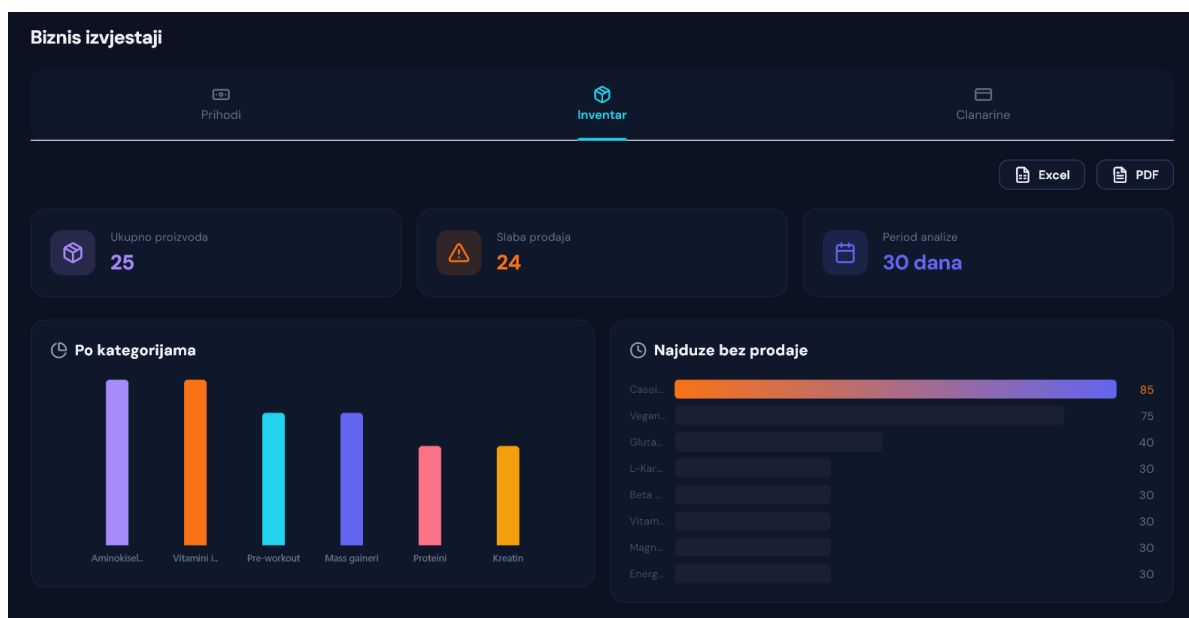 Biznis izvjestaji
Prihodi
Inventar
Clanarine
Excel
PDF
Ukupno proizvoda
25
Slaba prodaja
24
Period analize
30 dana
Po kategorijama
Aminokisel..
Vitamini i..
Pre-workout
Mass gaineri
Proteini
Kreatin
Najduze bez prodaje
Casei... 85
Vegan... 75
Gluta... 40
L-Kar... 30
Beta ... 30
Vitam... 30
Magn... 30
Energ... 30